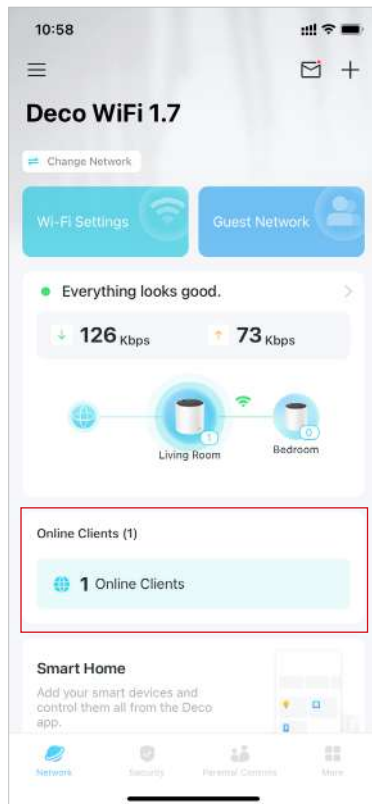 10:58
Deco WiFi 1.7
Change Network
Wi-Fi Settings
Guest Network
Everything looks good.
126 Kbps
73 Kbps
1
0
Living Room
Bedroom
Online Clients (1)
1 Online Clients
Smart Home
Add your smart devices and
control them all from the Deco
app.
Network
Security
Parental Controls
More